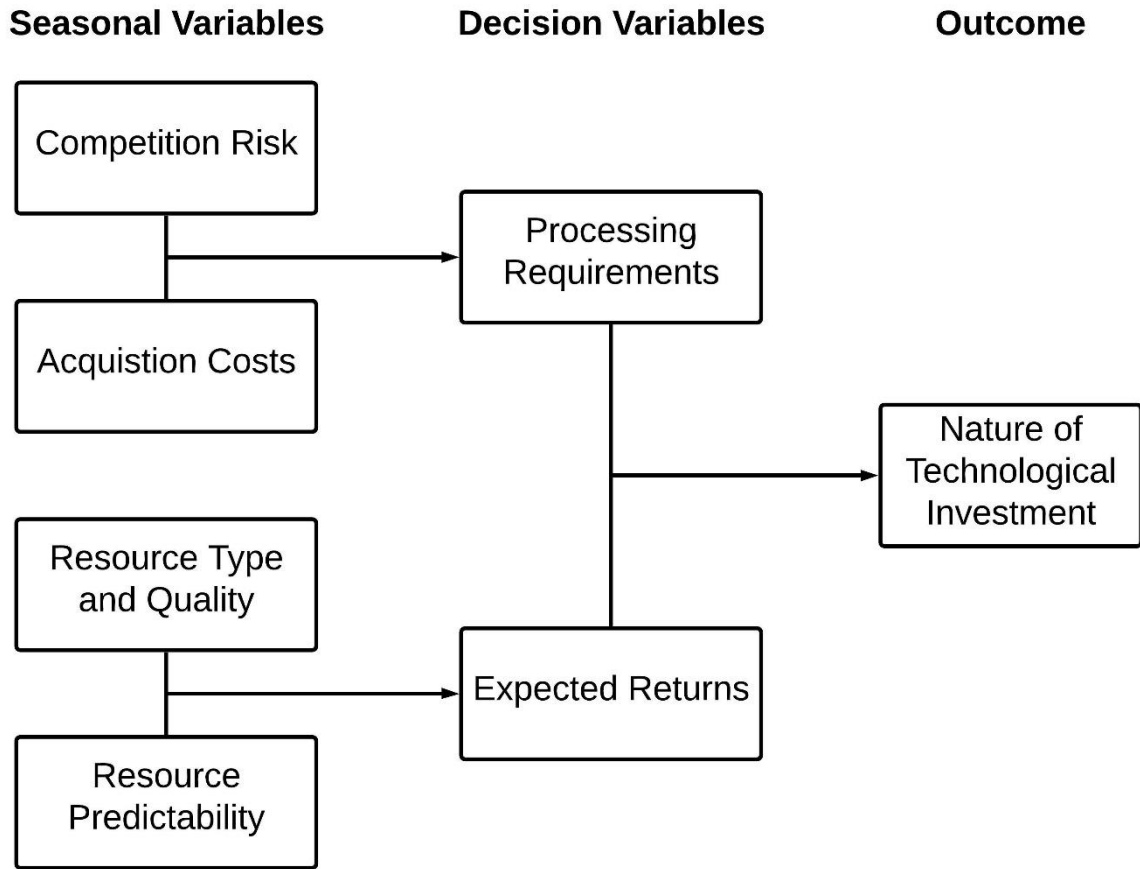 Seasonal Variables
Decision Variables
Outcome
Competition Risk
Acquistion Costs
Resource Type
and Quality
Resource
Predictability
Processing
Requirements
Expected Returns
Nature of
Technological
Investment